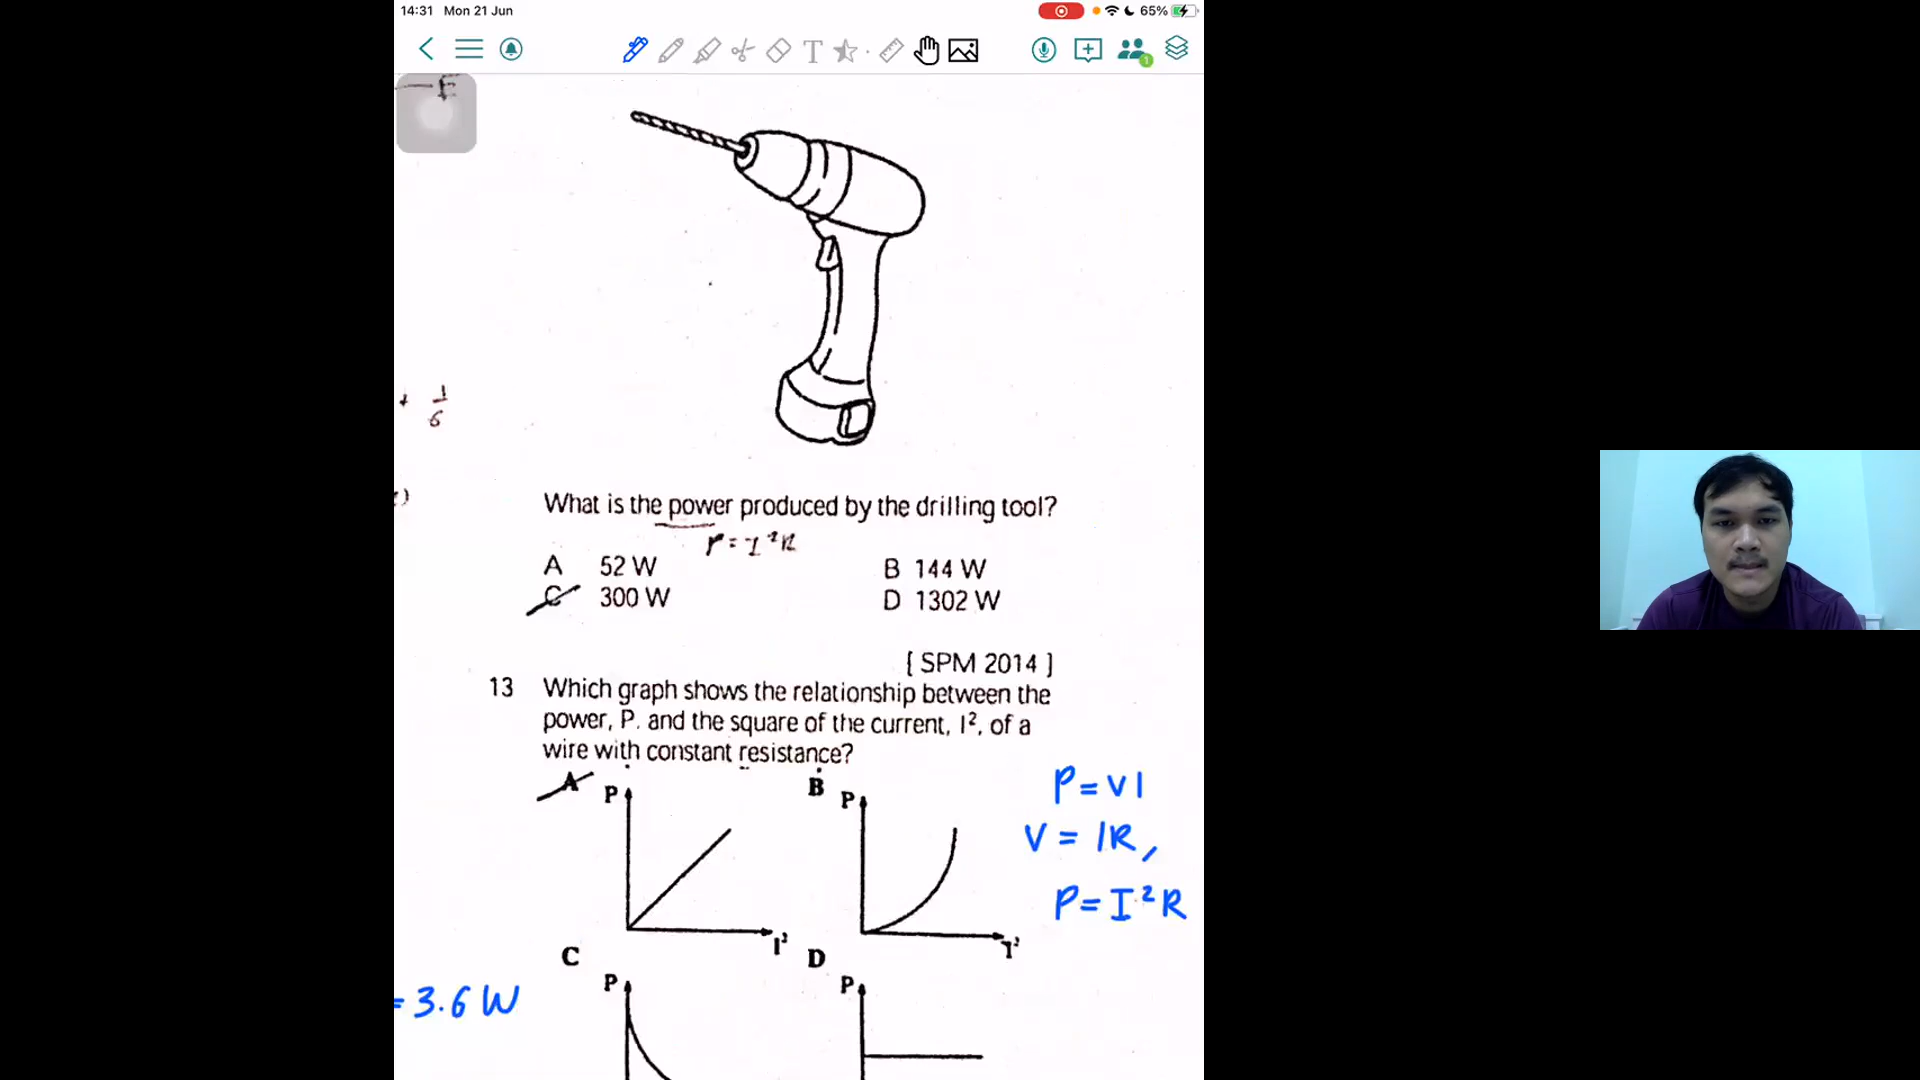 14:31 Mon 21 Jun
65%
T
1
E
+ 1/6
What is the power produced by the drilling tool?
P = I²R
A 52 W
B 144 W
C 300 W
D 1302 W
[ SPM 2014 ]
13 Which graph shows the relationship between the
power, P. and the square of the current, I², of a
wire with constant resistance?
A
P
I²
B
P
I²
P = VI
V = IR,
P = I²R
C
P
D
P
= 3.6 W